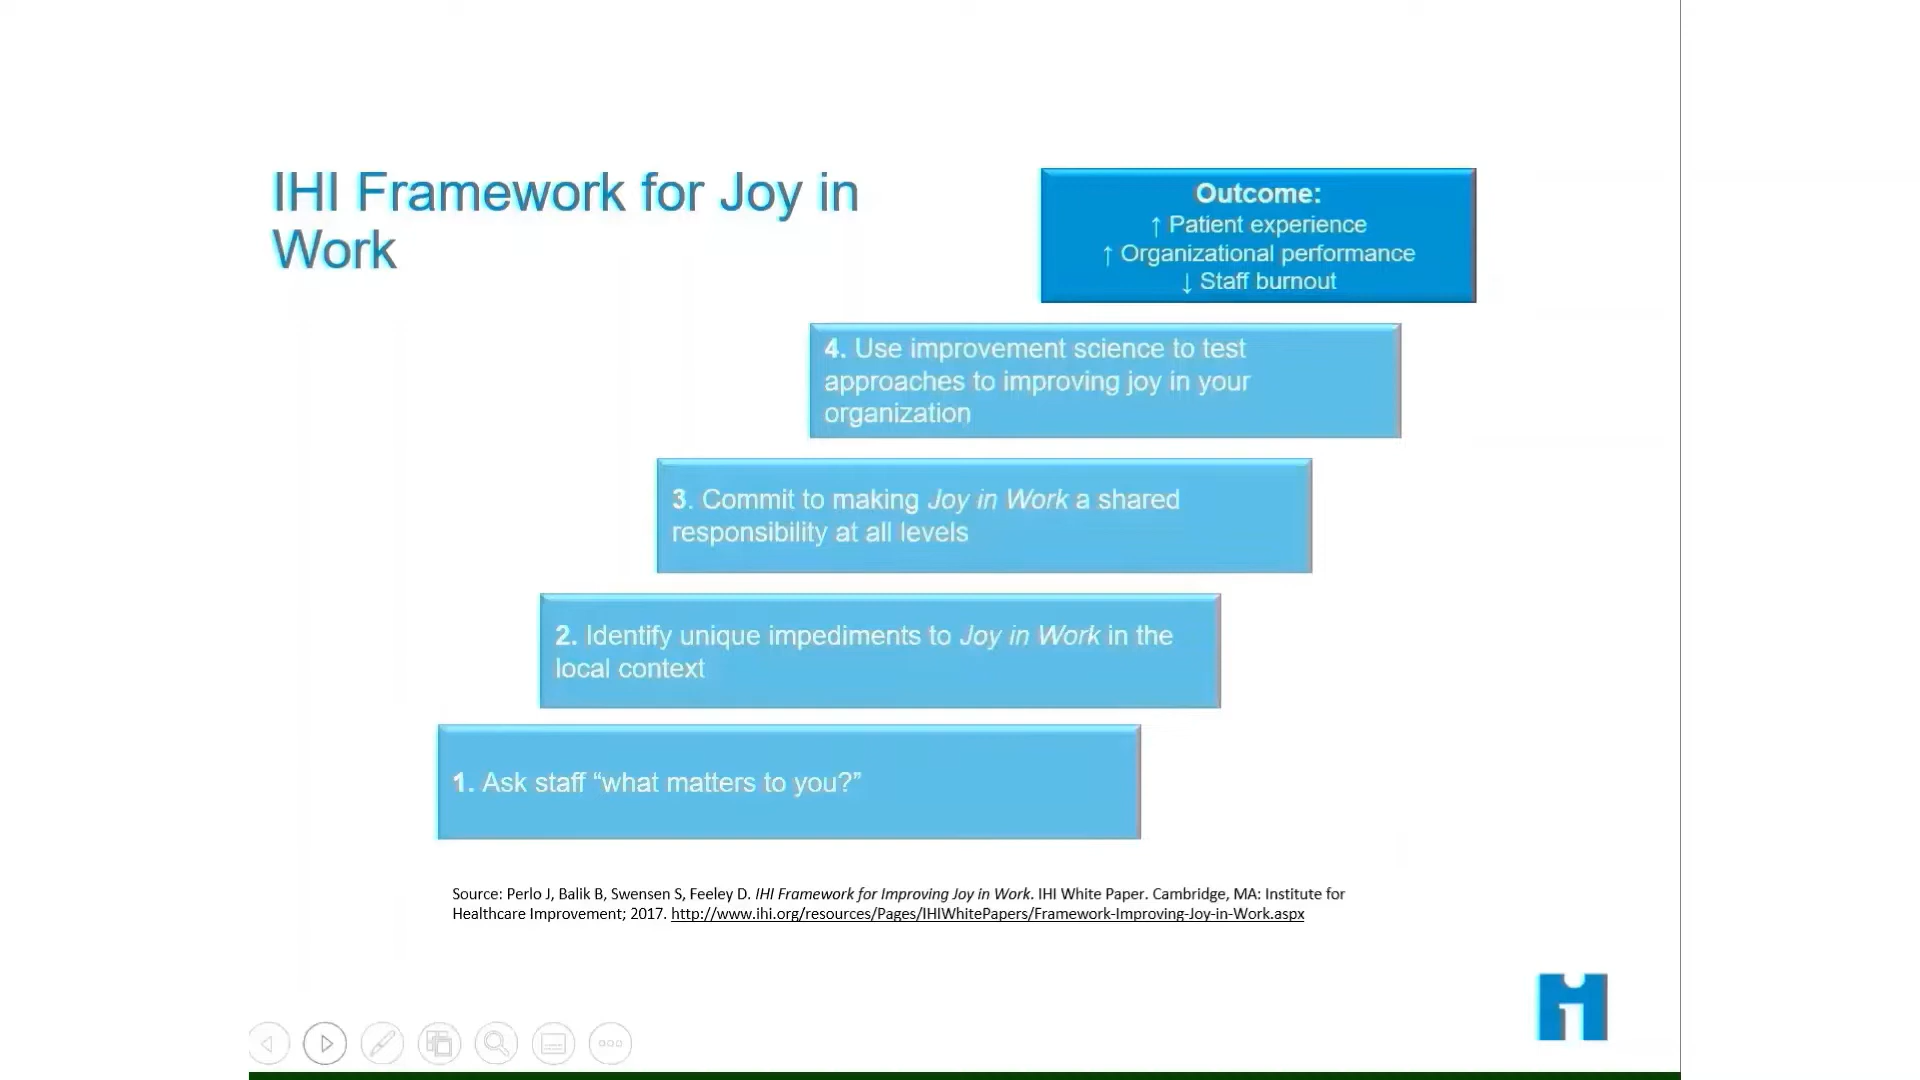 IHI Framework for Joy in
Work
Outcome:
↑ Patient experience
↑ Organizational performance
↓ Staff burnout
4. Use improvement science to test
approaches to improving joy in your
organization
3. Commit to making Joy in Work a shared
responsibility at all levels
2. Identify unique impediments to Joy in Work in the
local context
1. Ask staff “what matters to you?”
Source: Perlo J, Balik B, Swensen S, Feeley D. IHI Framework for Improving Joy in Work. IHI White Paper. Cambridge, MA: Institute for
Healthcare Improvement; 2017. http://www.ihi.org/resources/Pages/IHIWhitePapers/Framework-Improving-Joy-in-Work.aspx